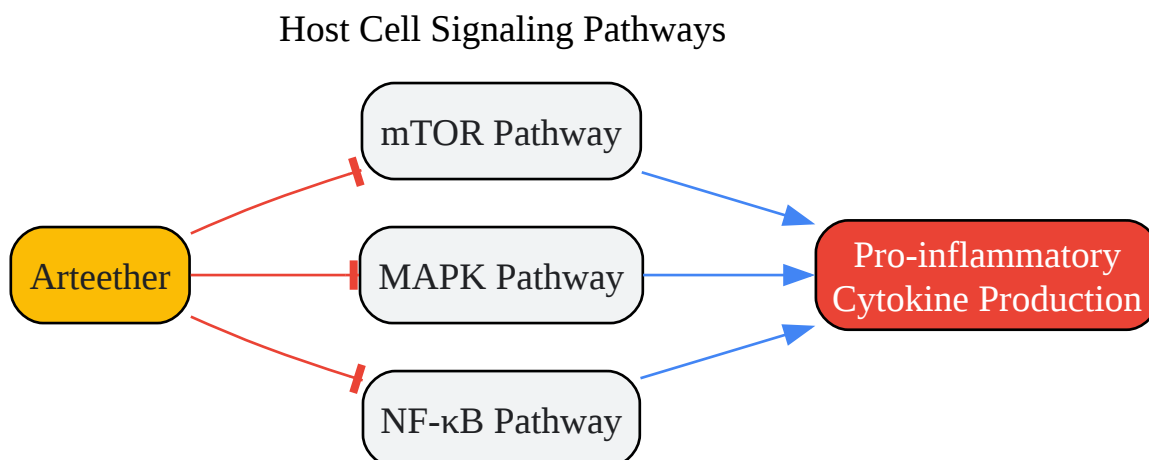 Host Cell Signaling Pathways
mTOR Pathway
Arteether
MAPK Pathway
Pro-inflammatory
Cytokine Production
NF-κB Pathway